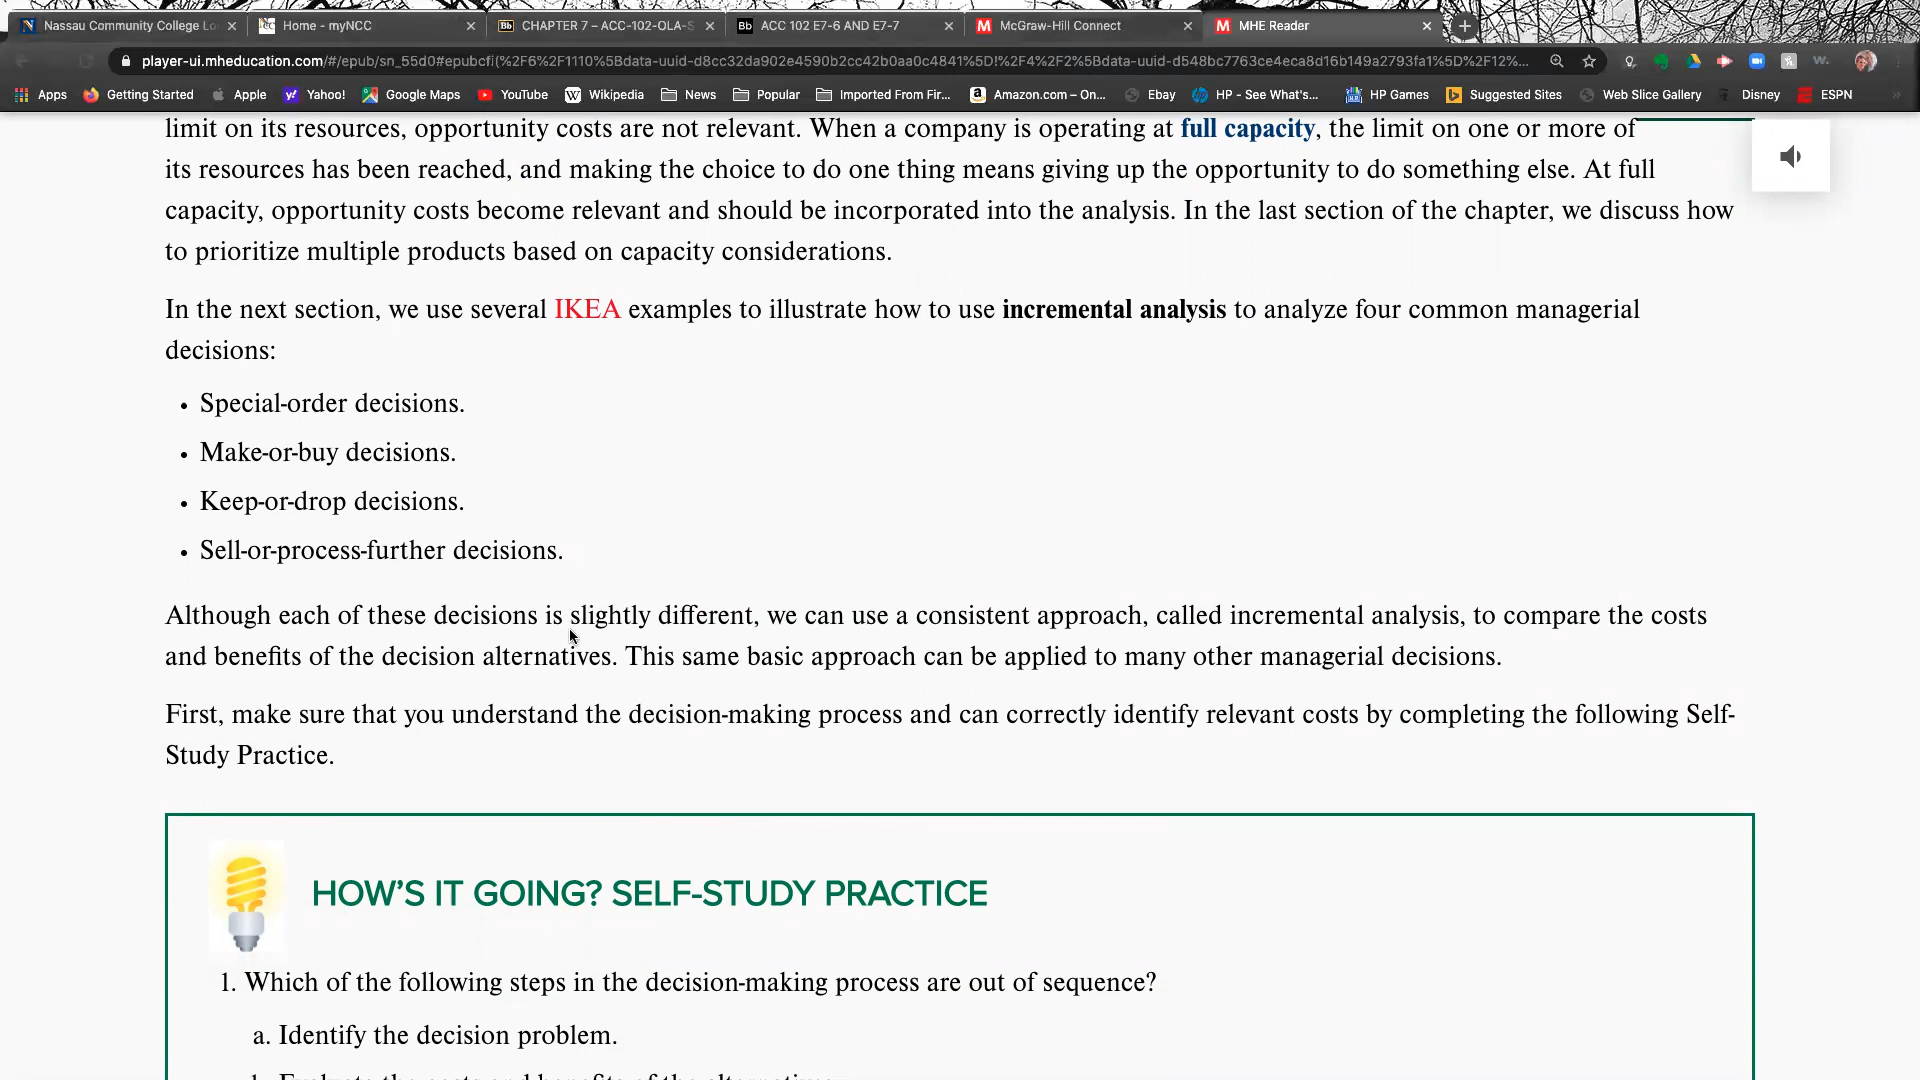 Nassau Community College Lo
Home - myNCC
CHAPTER 7 – ACC-102-OLA-S
ACC 102 E7-6 AND E7-7
McGraw-Hill Connect
MHE Reader
player-ui.mheducation.com/#/epub/sn_55d0#epubcfi(%2F6%2F1110%5Bdata-uuid-d8cc32da902e4590b2cc42b0aa0c4841%5D!%2F4%2F2%5Bdata-uuid-d548bc7763ce4eca8d16b149a2793fa1%5D%2F12%...
Apps Getting Started Apple Yahoo! Google Maps YouTube Wikipedia News Popular Imported From Fir... Amazon.com – On... Ebay HP - See What's... HP Games Suggested Sites Web Slice Gallery Disney ESPN
limit on its resources, opportunity costs are not relevant. When a company is operating at full capacity, the limit on one or more of
its resources has been reached, and making the choice to do one thing means giving up the opportunity to do something else. At full
capacity, opportunity costs become relevant and should be incorporated into the analysis. In the last section of the chapter, we discuss how
to prioritize multiple products based on capacity considerations.
In the next section, we use several IKEA examples to illustrate how to use incremental analysis to analyze four common managerial
decisions:
• Special-order decisions.
• Make-or-buy decisions.
• Keep-or-drop decisions.
• Sell-or-process-further decisions.
Although each of these decisions is slightly different, we can use a consistent approach, called incremental analysis, to compare the costs
and benefits of the decision alternatives. This same basic approach can be applied to many other managerial decisions.
First, make sure that you understand the decision-making process and can correctly identify relevant costs by completing the following Self-
Study Practice.
HOW'S IT GOING? SELF-STUDY PRACTICE
1. Which of the following steps in the decision-making process are out of sequence?
a. Identify the decision problem.